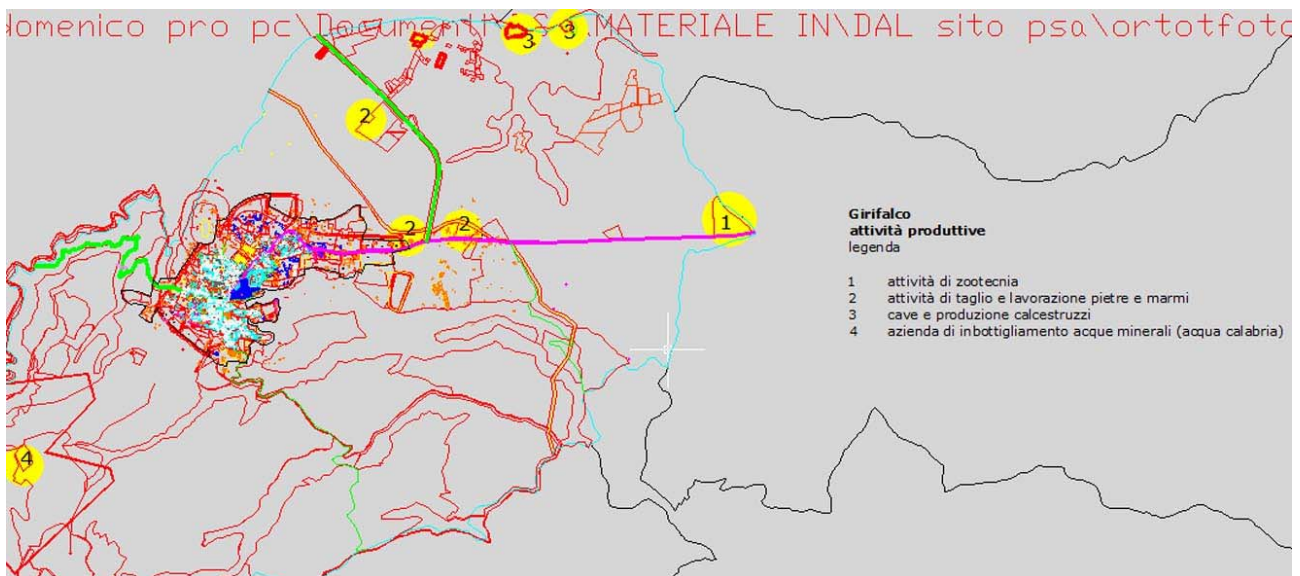 domenico pro pc\Documenti\ \MATERIALE IN\DAL sito psa\ortotfoto
3
3
2
1
2
2
4
Girifalco
attività produttive
legenda
1 attività di zootecnia
2 attività di taglio e lavorazione pietre e marmi
3 cave e produzione calcestruzzi
4 azienda di inbottigliamento acque minerali (acqua calabria)